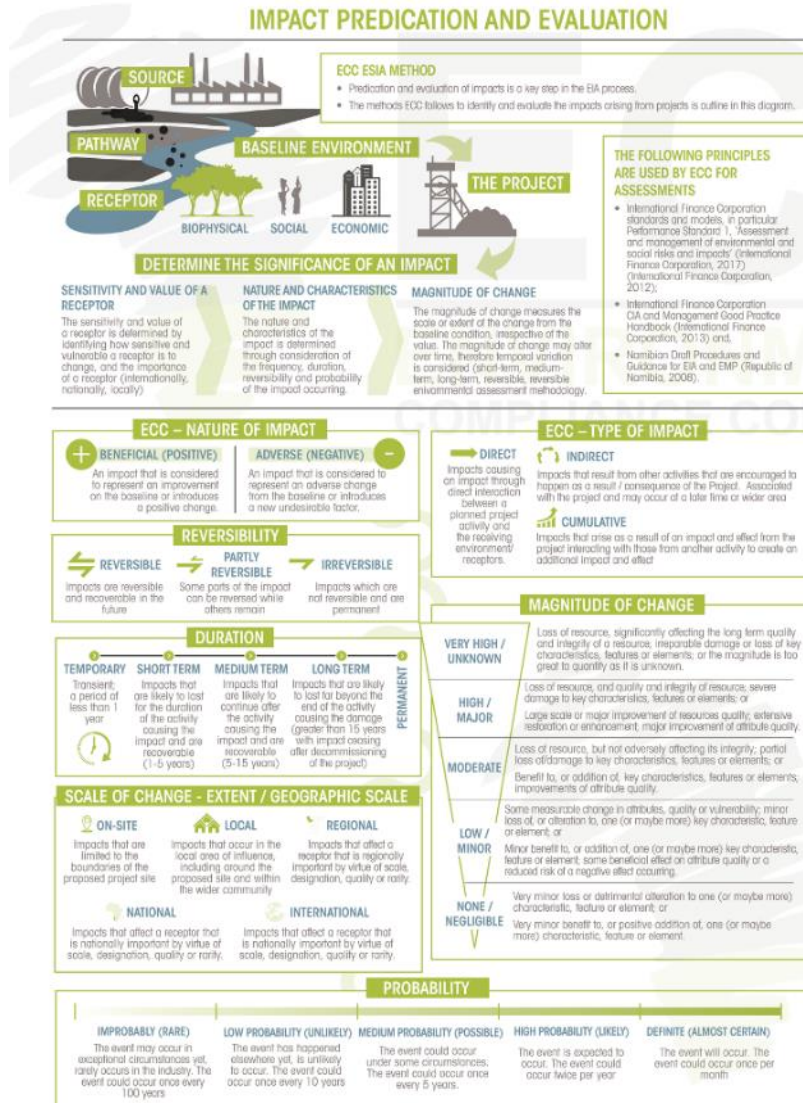 IMPACT PREDICATION AND EVALUATION
SOURCE
PATHWAY
RECEPTOR
BASELINE ENVIRONMENT
BIOPHYSICAL
SOCIAL
ECONOMIC
THE PROJECT
ECC ESIA METHOD
• Predication and evaluation of impacts is a key step in the EIA process.
• The methods ECC follows to identify and evaluate the impacts arising from projects is outline in this diagram.
THE FOLLOWING PRINCIPLES
ARE USED BY ECC FOR
ASSESSMENTS
• International Finance Corporation
standards and models, in particular
Performance Standard 1, 'Assessment
and management of environmental and
social risks and impacts' (International
Finance Corporation, 2017)
(International Finance Corporation,
2012);
• International Finance Corporation
CIA and Management Good Practice
Handbook (International Finance
Corporation, 2013) and,
• Namibian Draft Procedures and
Guidance for EIA and EMP (Republic of
Namibia, 2008).
DETERMINE THE SIGNIFICANCE OF AN IMPACT
SENSITIVITY AND VALUE OF A
RECEPTOR
The sensitivity and value of
a receptor is determined by
identifying how sensitive and
vulnerable a receptor is to
change, and the importance
of a receptor (internationally,
nationally, locally)
NATURE AND CHARACTERISTICS
OF THE IMPACT
The nature and
characteristics of the
impact is determined
through consideration of
the frequency, duration,
reversibility and probability
of the impact occurring.
MAGNITUDE OF CHANGE
The magnitude of change measures the
scale or extent of the change from the
baseline condition, irrespective of the
value. The magnitude of change may alter
over time, therefore temporal variation
is considered (short-term, medium-
term, long-term, reversible, reversible
environmental assessment methodology.
COMPLIANCE CO
ECC – NATURE OF IMPACT
BENEFICIAL (POSITIVE)
An impact that is considered
to represent an improvement
on the baseline or introduces
a positive change.
ADVERSE (NEGATIVE)
An impact that is considered to
represent an adverse change
from the baseline or introduces
a new undesirable factor.
ECC – TYPE OF IMPACT
DIRECT
Impacts causing
an impact through
direct interaction
between a
planned project
activity and
the receiving
environment/
receptors.
INDIRECT
Impacts that result from other activities that are encouraged to
happen as a result / consequence of the Project. Associated
with the project and may occur at a later time or wider area
CUMULATIVE
Impacts that arise as a result of an impact and effect from the
project interacting with those from another activity to create an
additional impact and effect
REVERSIBILITY
REVERSIBLE
Impacts are reversible
and recoverable in the
future
PARTLY
REVERSIBLE
Some parts of the impact
can be reversed while
others remain
IRREVERSIBLE
Impacts which are
not reversible and are
permanent
DURATION
TEMPORARY
Transient;
a period of
less than 1
year
SHORT TERM
Impacts that
are likely to last
for the duration
of the activity
causing the
impact and are
recoverable
(1-5 years)
MEDIUM TERM
Impacts that
are likely to
continue after
the activity
causing the
impact and are
recoverable
(5-15 years)
LONG TERM
Impacts that are likely
to last far beyond the
end of the activity
causing the damage
(greater than 15 years
with impact ceasing
after decommissioning
of the project)
PERMANENT
MAGNITUDE OF CHANGE
VERY HIGH /
UNKNOWN
Loss of resource, significantly affecting the long term quality
and integrity of a resource; irreparable damage or loss of key
characteristics, features or elements; or the magnitude is too
great to quantify as it is unknown.
HIGH /
MAJOR
Loss of resource, and quality and integrity of resource; severe
damage to key characteristics, features or elements; or
Large scale or major improvement of resources quality; extensive
restoration or enhancement; major improvement of attribute quality.
MODERATE
Loss of resource, but not adversely affecting its integrity; partial
loss of/damage to key characteristics, features or elements; or
Benefit to, or addition of, key characteristics, features or elements;
improvements of attribute quality.
LOW /
MINOR
Some measurable change in attributes, quality or vulnerability; minor
loss of, or alteration to, one (or maybe more) key characteristic, feature
or element; or
Minor benefit to, or addition of, one (or maybe more) key characteristic,
feature or element; some beneficial effect on attribute quality or a
reduced risk of a negative effect occurring.
NONE /
NEGLIGIBLE
Very minor loss or detrimental alteration to one (or maybe more)
characteristic, feature or element; or
Very minor benefit to, or positive addition of, one (or maybe
more) characteristic, feature or element.
SCALE OF CHANGE - EXTENT / GEOGRAPHIC SCALE
ON-SITE
Impacts that are
limited to the
boundaries of the
proposed project site
LOCAL
Impacts that occur in the
local area of influence,
including around the
proposed site and within
the wider community
REGIONAL
Impacts that affect a
receptor that is regionally
important by virtue of scale,
designation, quality or rarity.
NATIONAL
Impacts that affect a receptor that
is nationally important by virtue of
scale, designation, quality or rarity.
INTERNATIONAL
Impacts that affect a receptor that
is nationally important by virtue of
scale, designation, quality or rarity.
PROBABILITY
IMPROBABLY (RARE)
The event may occur in
exceptional circumstances yet,
rarely occurs in the industry. The
event could occur once every
100 years
LOW PROBABILITY (UNLIKELY)
The event has happened
elsewhere yet, is unlikely
to occur. The event could
occur once every 10 years
MEDIUM PROBABILITY (POSSIBLE)
The event could occur
under some circumstances.
The event could occur once
every 5 years.
HIGH PROBABILITY (LIKELY)
The event is expected to
occur. The event could
occur twice per year
DEFINITE (ALMOST CERTAIN)
The event will occur. The
event could occur once per
month